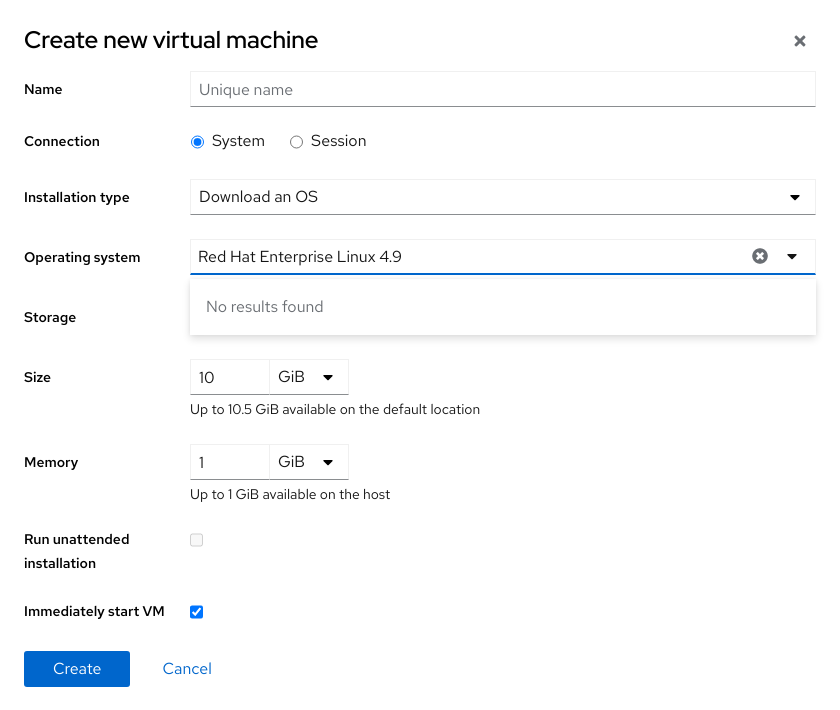 Create new virtual machine
Name
Unique name
Connection
System
Session
Installation type
Download an OS
Operating system
Red Hat Enterprise Linux 4.9
No results found
Storage
Size
10
GiB
Up to 10.5 GiB available on the default location
Memory
1
GiB
Up to 1 GiB available on the host
Run unattended
installation
Immediately start VM
Create
Cancel